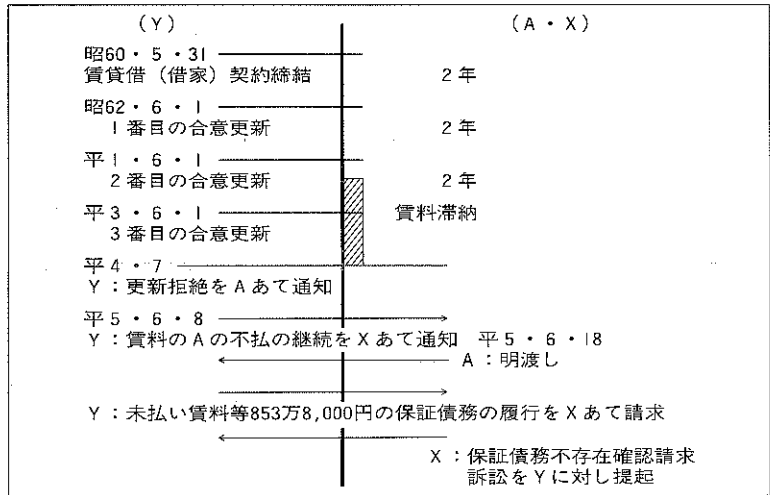 (Y) (A・X)
昭60・5・31
賃貸借(借家)契約締結 2年
昭62・6・1
1番目の合意更新 2年
平1・6・1
2番目の合意更新 2年
平3・6・1 賃料滞納
3番目の合意更新
平4・7
Y:更新拒絶をAあて通知
平5・6・8
Y:賃料のAの不払の継続をXあて通知 平5・6・18
A:明渡し
Y:未払い賃料等853万8,000円の保証債務の履行をXあて請求
X:保証債務不存在確認請求
訴訟をYに対し提起